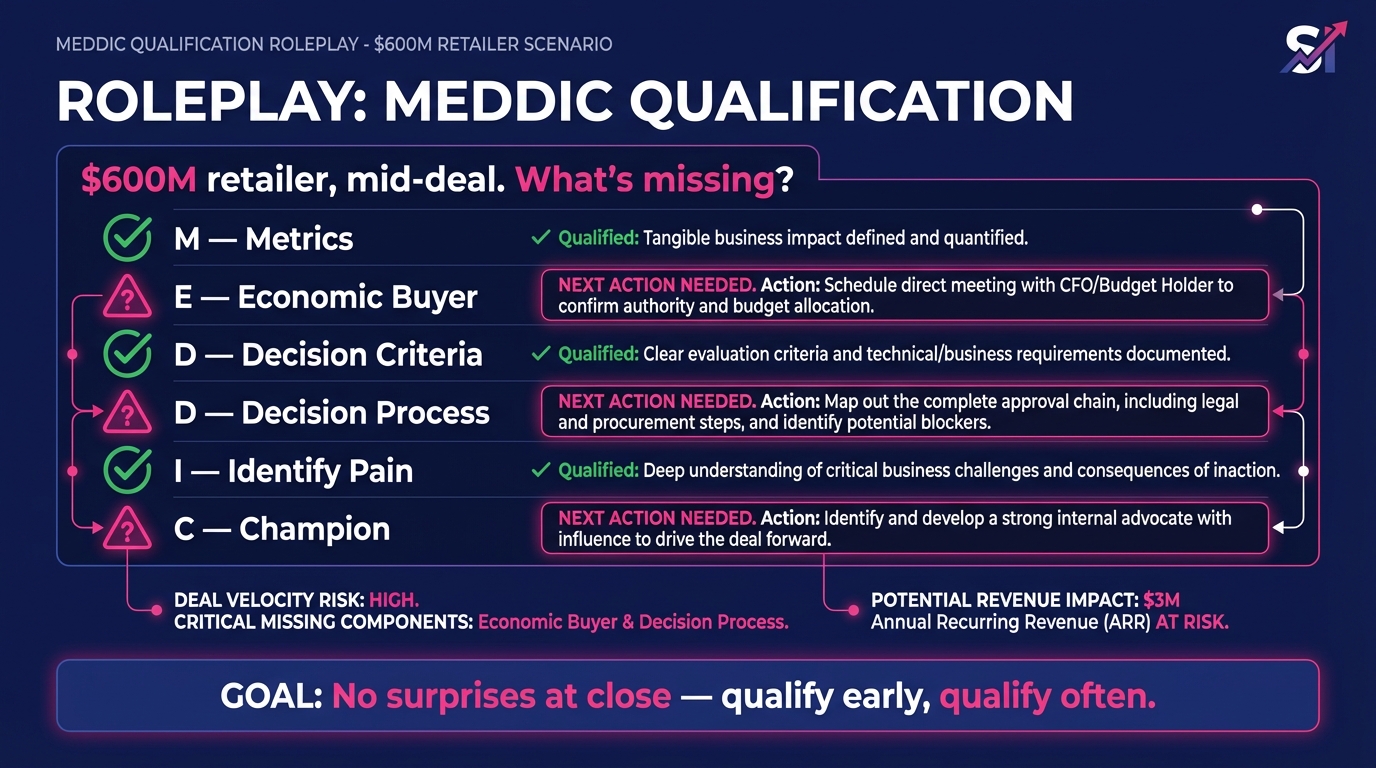 MEDDIC QUALIFICATION ROLEPLAY - $600M RETAILER SCENARIO
Si
ROLEPLAY: MEDDIC QUALIFICATION
$600M retailer, mid-deal. What's missing?
M — Metrics
Qualified: Tangible business impact defined and quantified.
? E — Economic Buyer
NEXT ACTION NEEDED. Action: Schedule direct meeting with CFO/Budget Holder to
confirm authority and budget allocation.
D — Decision Criteria
Qualified: Clear evaluation criteria and technical/business requirements documented.
? D — Decision Process
NEXT ACTION NEEDED. Action: Map out the complete approval chain, including legal
and procurement steps, and identify potential blockers.
I — Identify Pain
Qualified: Deep understanding of critical business challenges and consequences of inaction.
? C — Champion
NEXT ACTION NEEDED. Action: Identify and develop a strong internal advocate with
influence to drive the deal forward.
DEAL VELOCITY RISK: HIGH.
CRITICAL MISSING COMPONENTS: Economic Buyer & Decision Process.
POTENTIAL REVENUE IMPACT: $3M
Annual Recurring Revenue (ARR) AT RISK.
GOAL: No surprises at close — qualify early, qualify often.